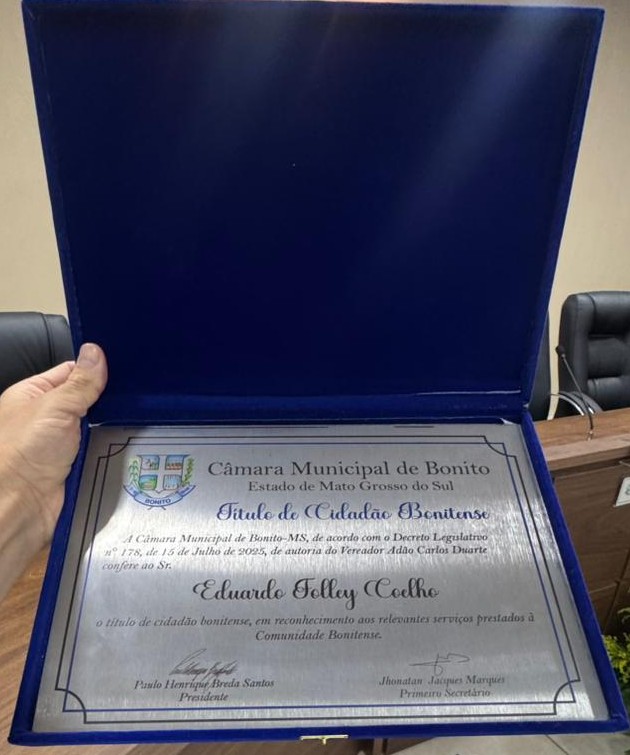 BONITO
Câmara Municipal de Bonito
Estado de Mato Grosso do Sul
Título de Cidadão Bonitense
A Câmara Municipal de Bonito-MS, de acordo com o Decreto Legislativo
nº 178, de 15 de Julho de 2025, de autoria do Vereador Adão Carlos Duarte
confere ao Sr.
Eduardo Folley Coelho
o título de cidadão bonitense, em reconhecimento aos relevantes serviços prestados à
Comunidade Bonitense.
Paulo Henrique Breda Santos
Presidente
Jhonatan Jacques Marques
Primeiro Secretário